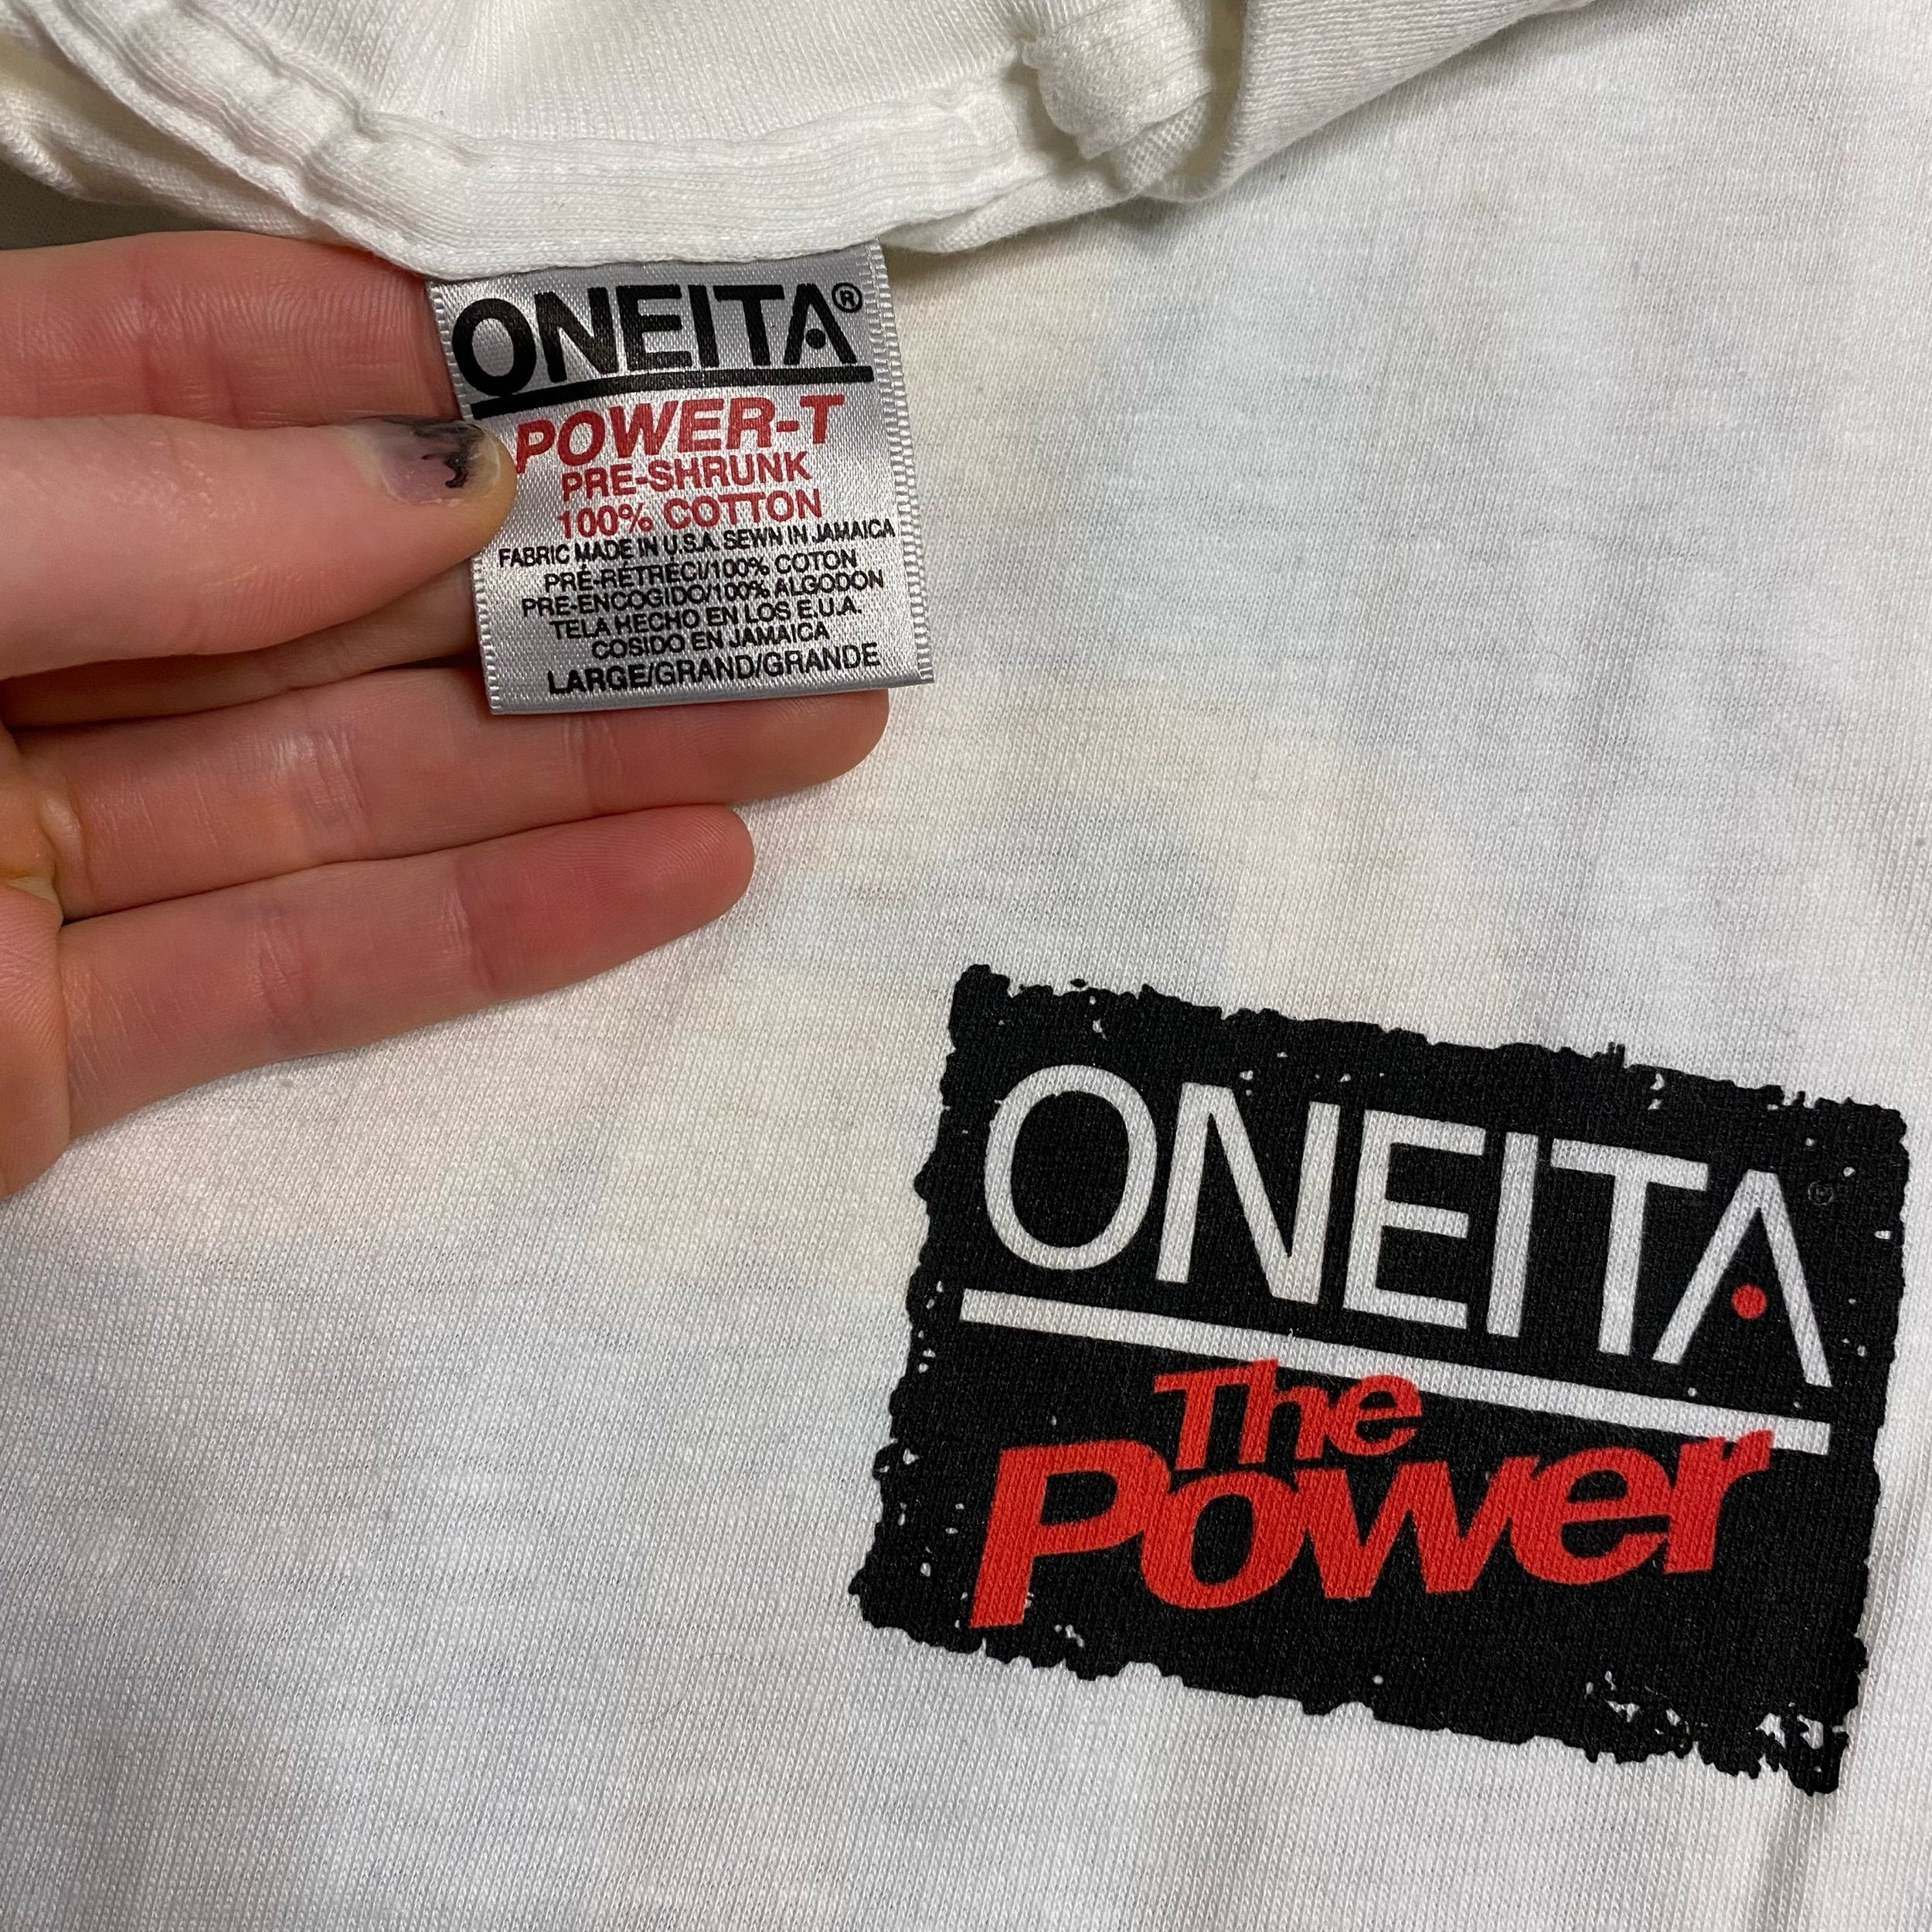 ONEITA®
POWER-T
PRE-SHRUNK
100% COTTON
FABRIC MADE IN U.S.A. SEWN IN JAMAICA
PRÉ-RÉTRECI/100% COTON
PRE-ENCOGIDO/100% ALGODON
TELA HECHO EN LOS E.U.A.
COSIDO EN JAMAICA
LARGE/GRAND/GRANDE
ONEITA®
The
Power